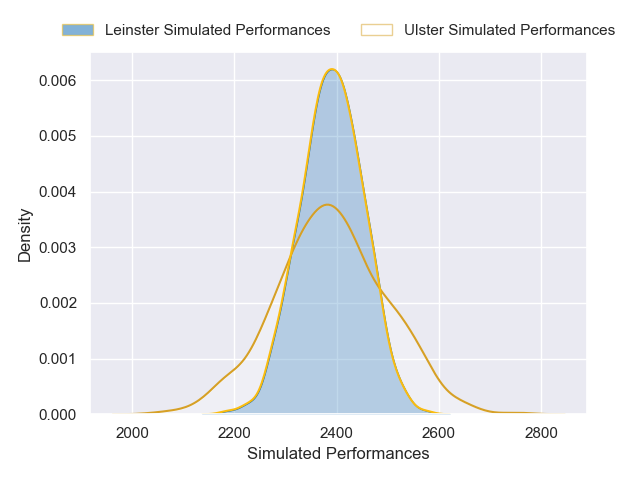 Leinster Simulated Performances Ulster Simulated Performances
0.006
0.005
0.004
0.003
0.002
0.001
0.000
Density
2000 2200 2400 2600 2800
Simulated Performances